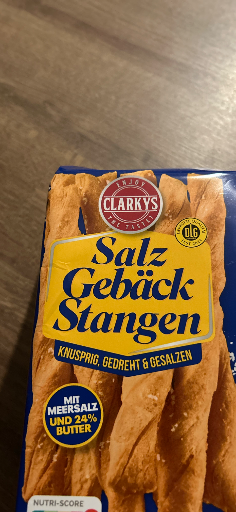 ENJOY
CLARKYS
THE TASTE!
DLG
Salz
Gebäck
Stangen
KNUSPRIG, GEDREHT & GESALZEN
MIT
MEERSALZ
UND 24%
BUTTER
NUTRI-SCORE